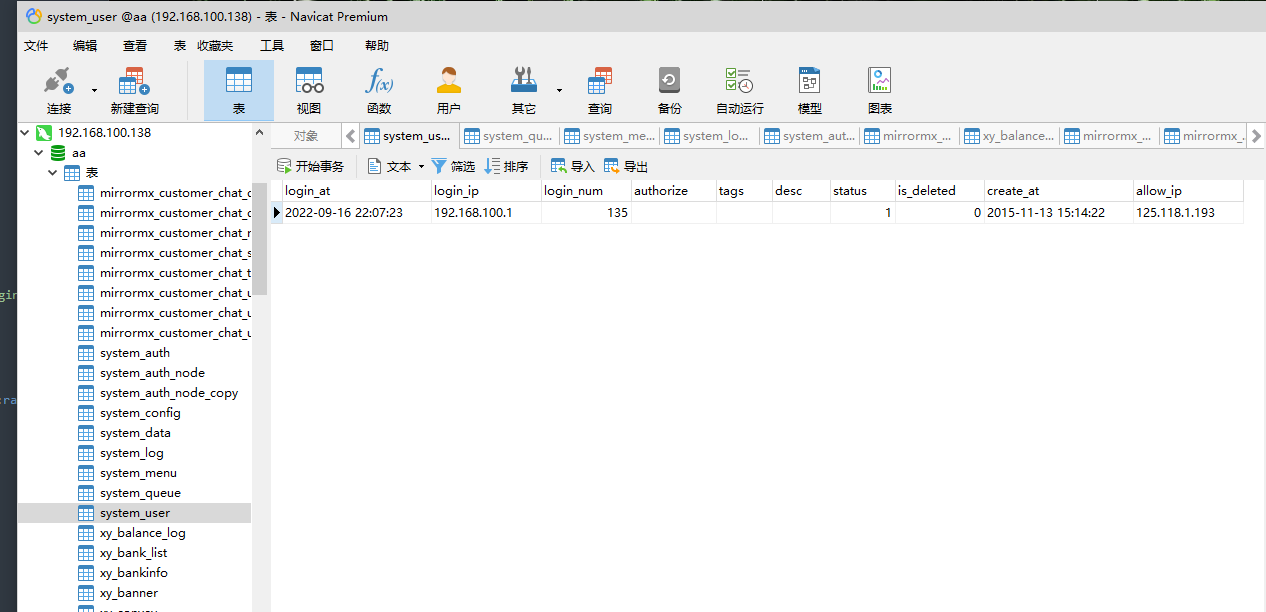 system_user @aa (192.168.100.138) - 表 - Navicat Premium
文件 编辑 查看 表 收藏夹 工具 窗口 帮助
连接 新建查询 表 视图 函数 用户 其它 查询 备份 自动运行 模型 图表
f(x)
192.168.100.138
aa
表
mirrormx_customer_chat_c
mirrormx_customer_chat_c
mirrormx_customer_chat_r
mirrormx_customer_chat_s
mirrormx_customer_chat_t
mirrormx_customer_chat_u
mirrormx_customer_chat_u
mirrormx_customer_chat_u
system_auth
system_auth_node
system_auth_node_copy
system_config
system_data
system_log
system_menu
system_queue
system_user
xy_balance_log
xy_bank_list
xy_bankinfo
xy_banner
对象 system_us... system_qu... system_me... system_lo... system_aut... mirrormx_... xy_balance... mirrormx_... mirrormx_.
开始事务 文本 筛选 排序 导入 导出
login_at login_ip login_num authorize tags desc status is_deleted create_at allow_ip
2022-09-16 22:07:23 192.168.100.1 135 1 0 2015-11-13 15:14:22 125.118.1.193